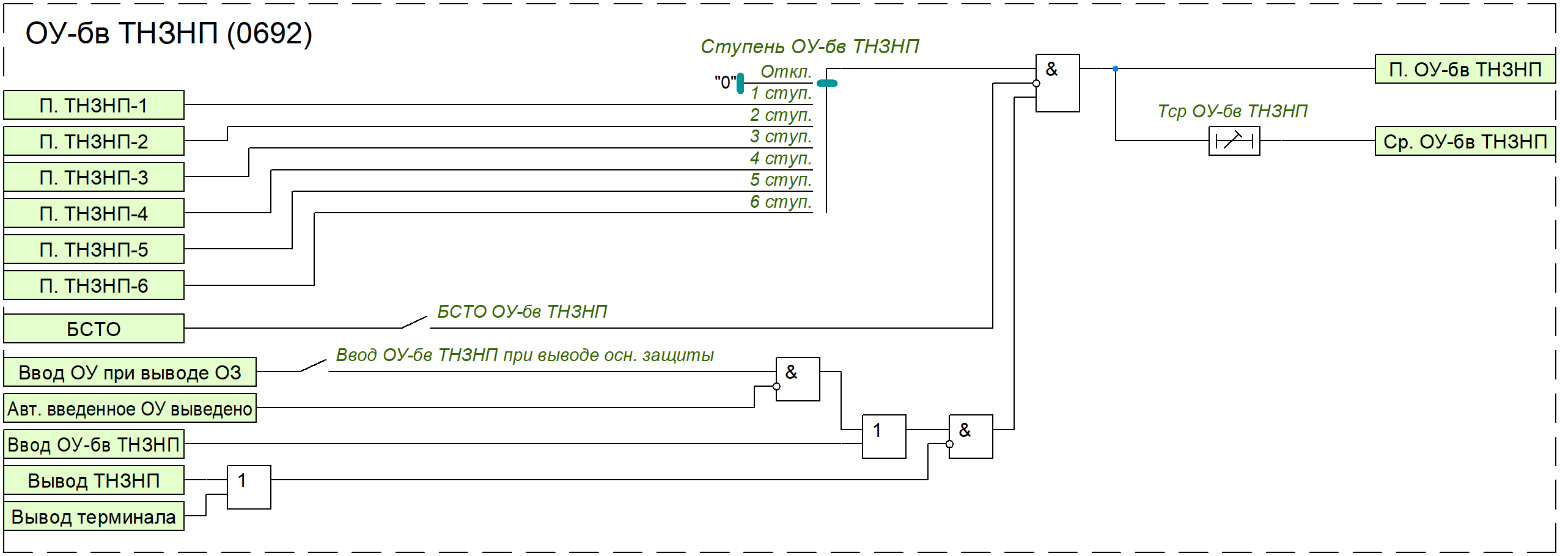 ОУ-бв ТНЗНП (0692)
Ступень ОУ-бв ТНЗНП
"0"
Откл.
1 ступ.
2 ступ.
3 ступ.
4 ступ.
5 ступ.
6 ступ.
П. ТНЗНП-1
П. ТНЗНП-2
П. ТНЗНП-3
П. ТНЗНП-4
П. ТНЗНП-5
П. ТНЗНП-6
БСТО
БСТО ОУ-бв ТНЗНП
Ввод ОУ при выводе ОЗ
Ввод ОУ-бв ТНЗНП при выводе осн. защиты
Авт. введенное ОУ выведено
Ввод ОУ-бв ТНЗНП
Вывод ТНЗНП
Вывод терминала
1
&
1
&
&
Тср ОУ-бв ТНЗНП
П. ОУ-бв ТНЗНП
Ср. ОУ-бв ТНЗНП